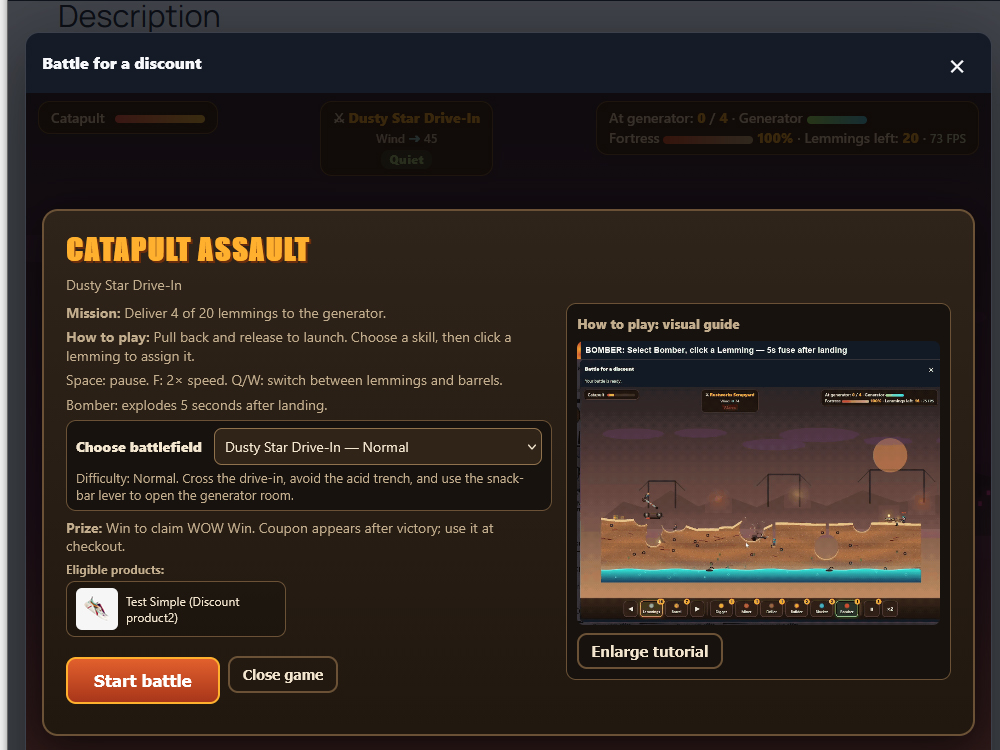 Description
Battle for a discount
×
Catapult
⚔ Dusty Star Drive-In
Wind → 45
Quiet
At generator: 0 / 4 · Generator
Fortress 100% · Lemmings left: 20 · 73 FPS
CATAPULT ASSAULT
Dusty Star Drive-In
Mission: Deliver 4 of 20 lemmings to the generator.
How to play: Pull back and release to launch. Choose a skill, then click a
lemming to assign it.
Space: pause. F: 2× speed. Q/W: switch between lemmings and barrels.
Bomber: explodes 5 seconds after landing.
Choose battlefield
Dusty Star Drive-In — Normal
Difficulty: Normal. Cross the drive-in, avoid the acid trench, and use the snack-
bar lever to open the generator room.
Prize: Win to claim WOW Win. Coupon appears after victory; use it at
checkout.
Eligible products:
Test Simple (Discount
product2)
Start battle
Close game
How to play: visual guide
BOMBER: Select Bomber, click a Lemming — 5s fuse after landing
Battle for a discount
Your battle is ready.
Catapult
Rustworks Scrapyard
Enlarge tutorial